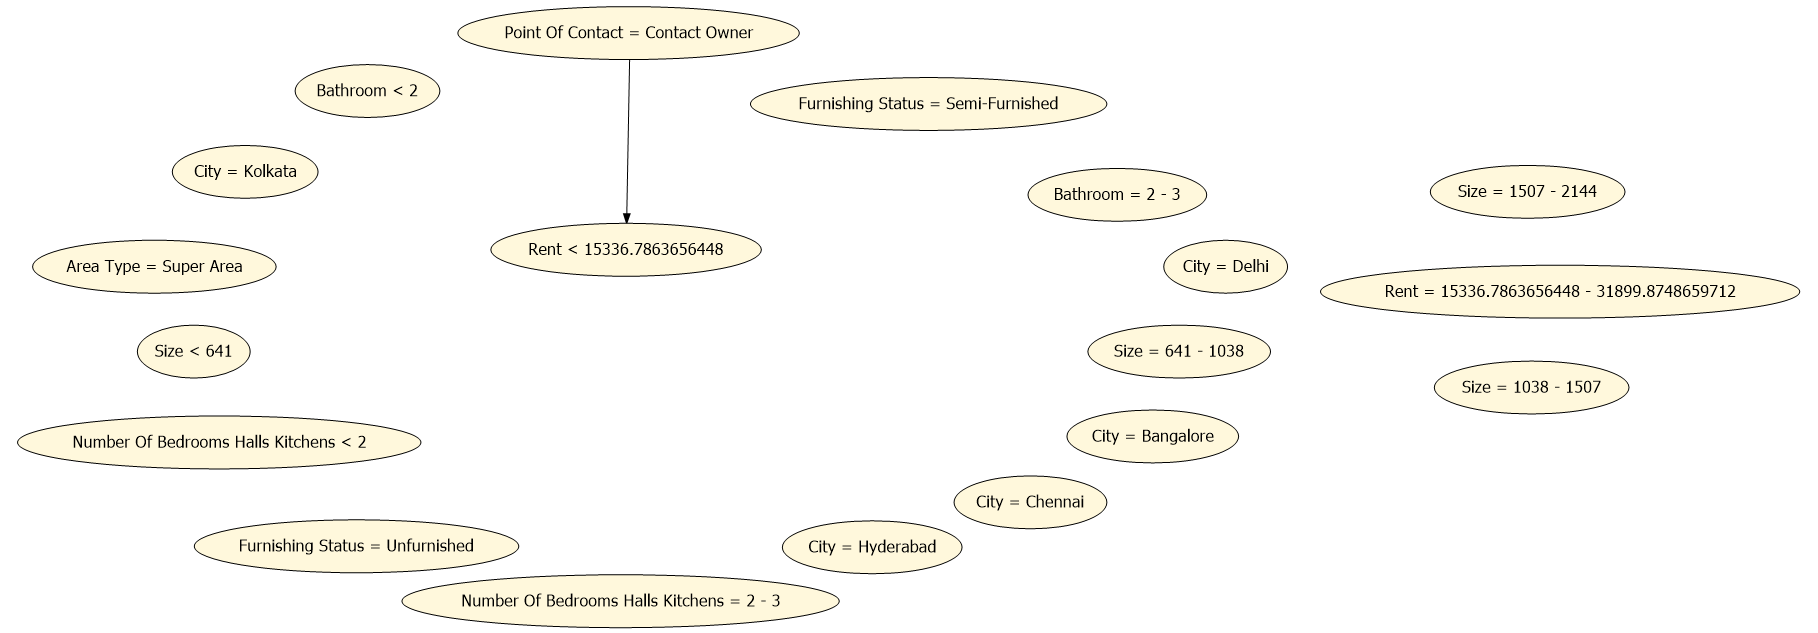 Point Of Contact = Contact Owner
Bathroom < 2
Furnishing Status = Semi-Furnished
City = Kolkata
Bathroom = 2 - 3
Size = 1507 - 2144
Rent < 15336.7863656448
Area Type = Super Area
City = Delhi
Rent = 15336.7863656448 - 31899.8748659712
Size < 641
Size = 641 - 1038
Size = 1038 - 1507
Number Of Bedrooms Halls Kitchens < 2
City = Bangalore
City = Chennai
Furnishing Status = Unfurnished
City = Hyderabad
Number Of Bedrooms Halls Kitchens = 2 - 3